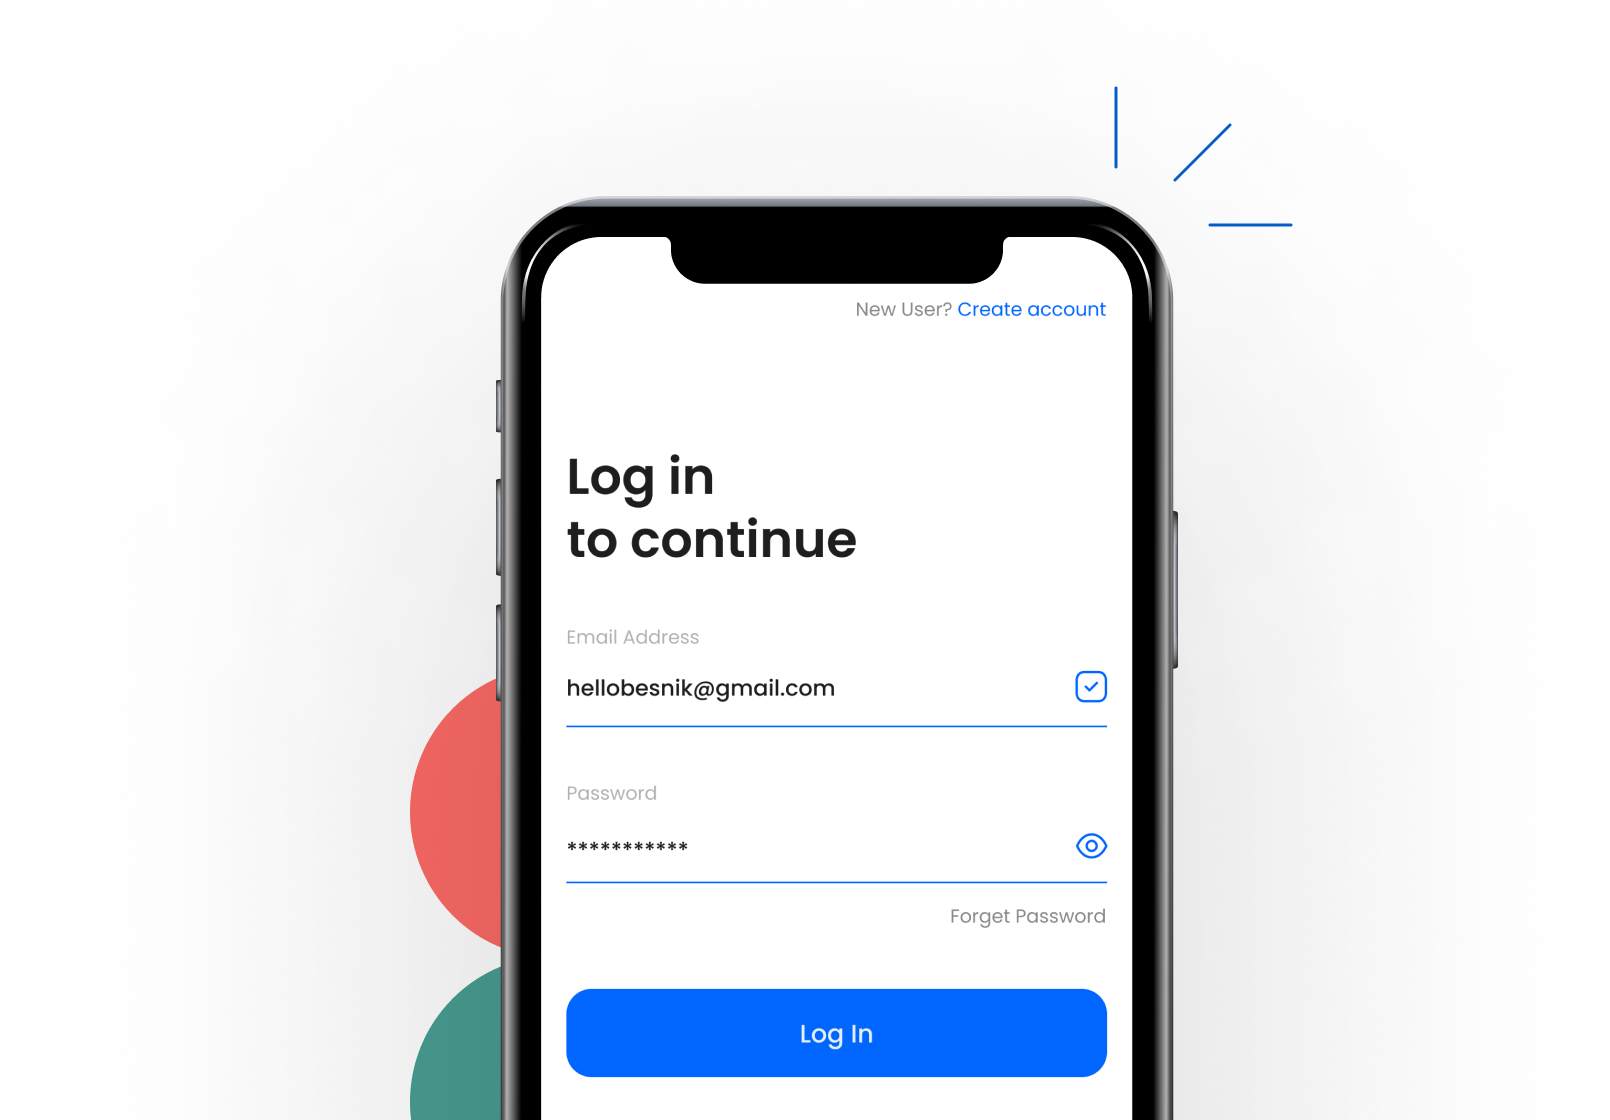 New User? Create account
Log in
to continue
Email Address
hellobesnik@gmail.com
Password
***********
Forget Password
Log In